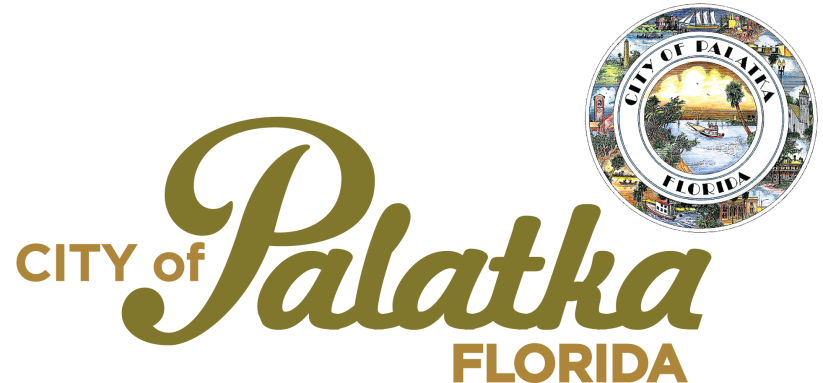 CITY OF PALATKA
FLORIDA
CITY of Palatka
FLORIDA